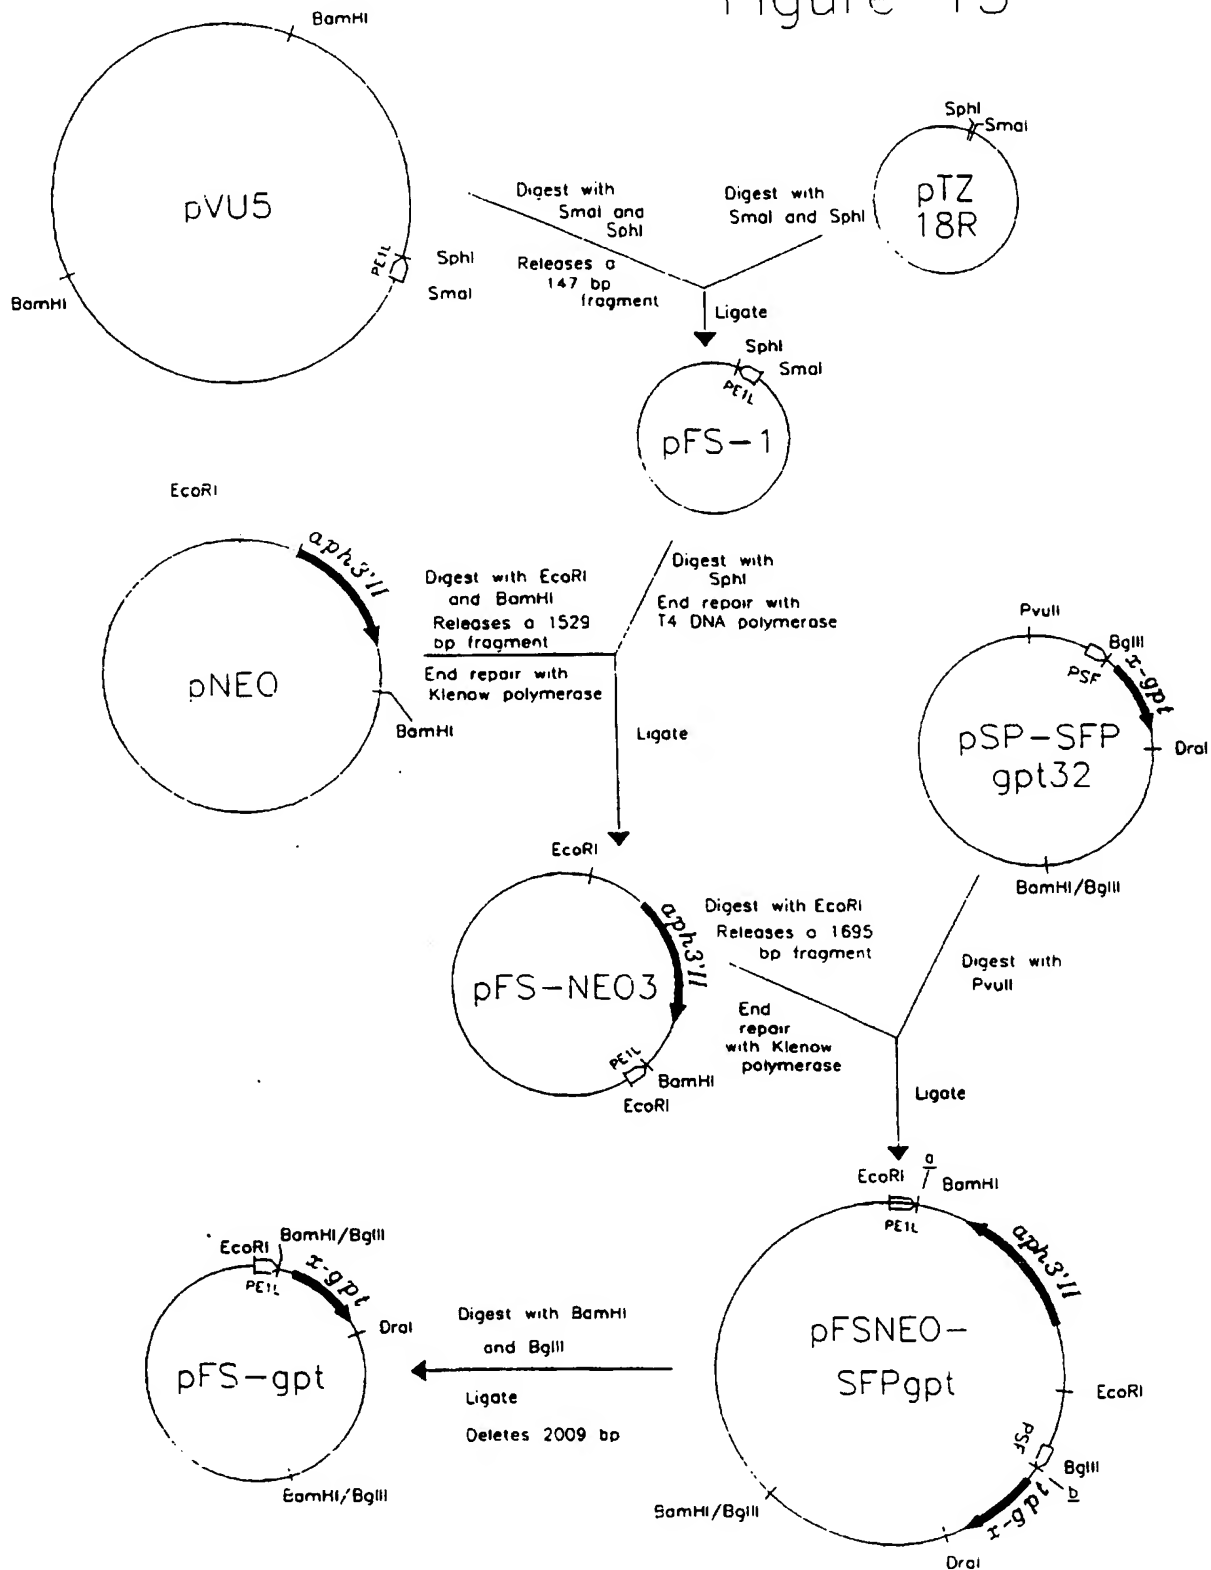 Figure 15
BamHI
pVU5
BamHI
PE1L
SphI
SmaI
SphI
SmaI
pTZ
18R
Digest with
SmaI and
SphI
Releases a
147 bp
fragment
Digest with
SmaI and SphI
Ligate
SphI
SmaI
PE1L
pFS-1
EcoRI
aph3'II
pNEO
BamHI
Digest with EcoRI
and BamHI
Releases a 1529
bp fragment
End repair with
Klenow polymerase
Digest with
SphI
End repair with
T4 DNA polymerase
Ligate
PvuII
BglII
PSF
x-gpt
pSP-SFP
gpt32
DraI
BamHI/BglII
EcoRI
aph3'II
pFS-NEO3
PE1L
BamHI
EcoRI
Digest with EcoRI
Releases a 1695
bp fragment
End
repair
with Klenow
polymerase
Digest with
PvuII
Ligate
EcoRI
a
BamHI
PE1L
aph3'II
pFSNEO-
SFPgpt
EcoRI
PSF
BglII
b
x-gpt
DraI
BamHI/BglII
Digest with BamHI
and BglII
Ligate
Deletes 2009 bp
EcoRI
BamHI/BglII
PE1L
x-gpt
DraI
pFS-gpt
BamHI/BglII